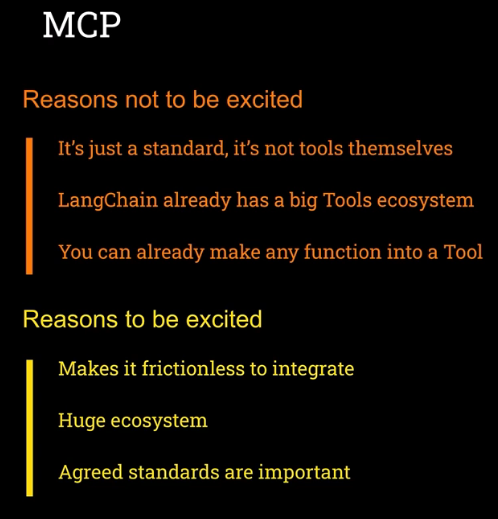 MCP
Reasons not to be excited
It's just a standard, it's not tools themselves
LangChain already has a big Tools ecosystem
You can already make any function into a Tool
Reasons to be excited
Makes it frictionless to integrate
Huge ecosystem
Agreed standards are important